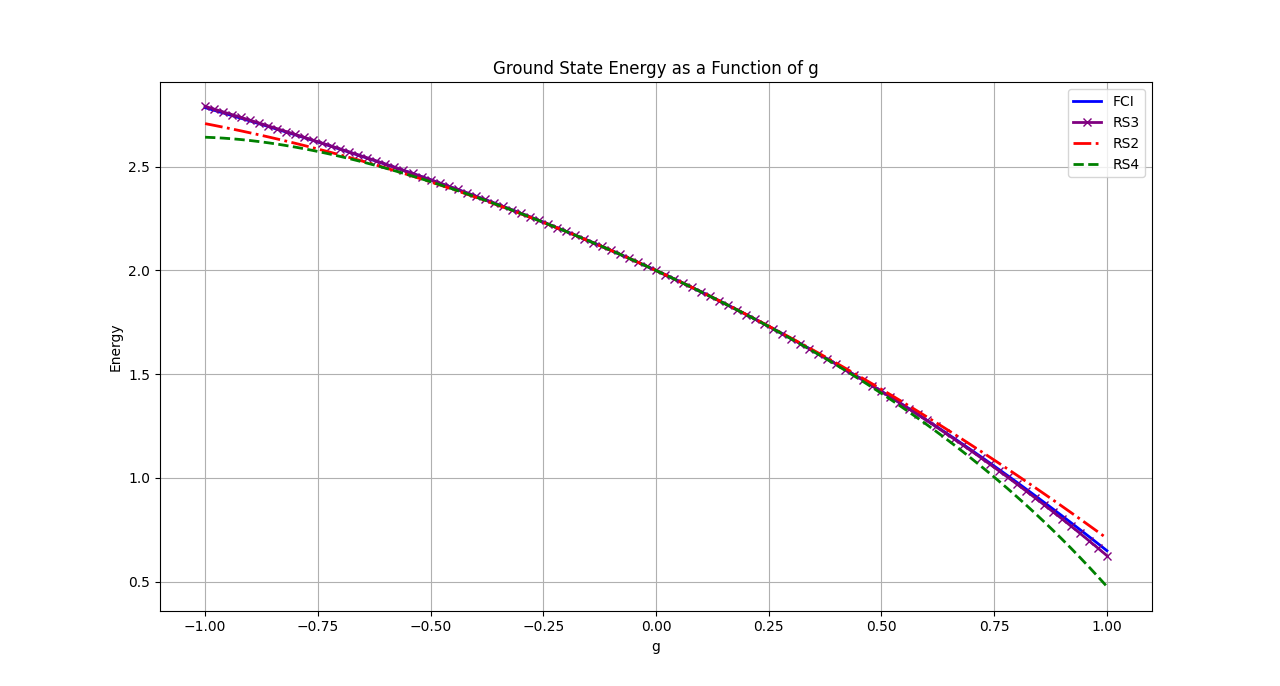 Ground State Energy as a Function of g
FCI
RS3
RS2
RS4
Energy
2.5
2.0
1.5
1.0
0.5
−1.00 −0.75 −0.50 −0.25 0.00 0.25 0.50 0.75 1.00
g